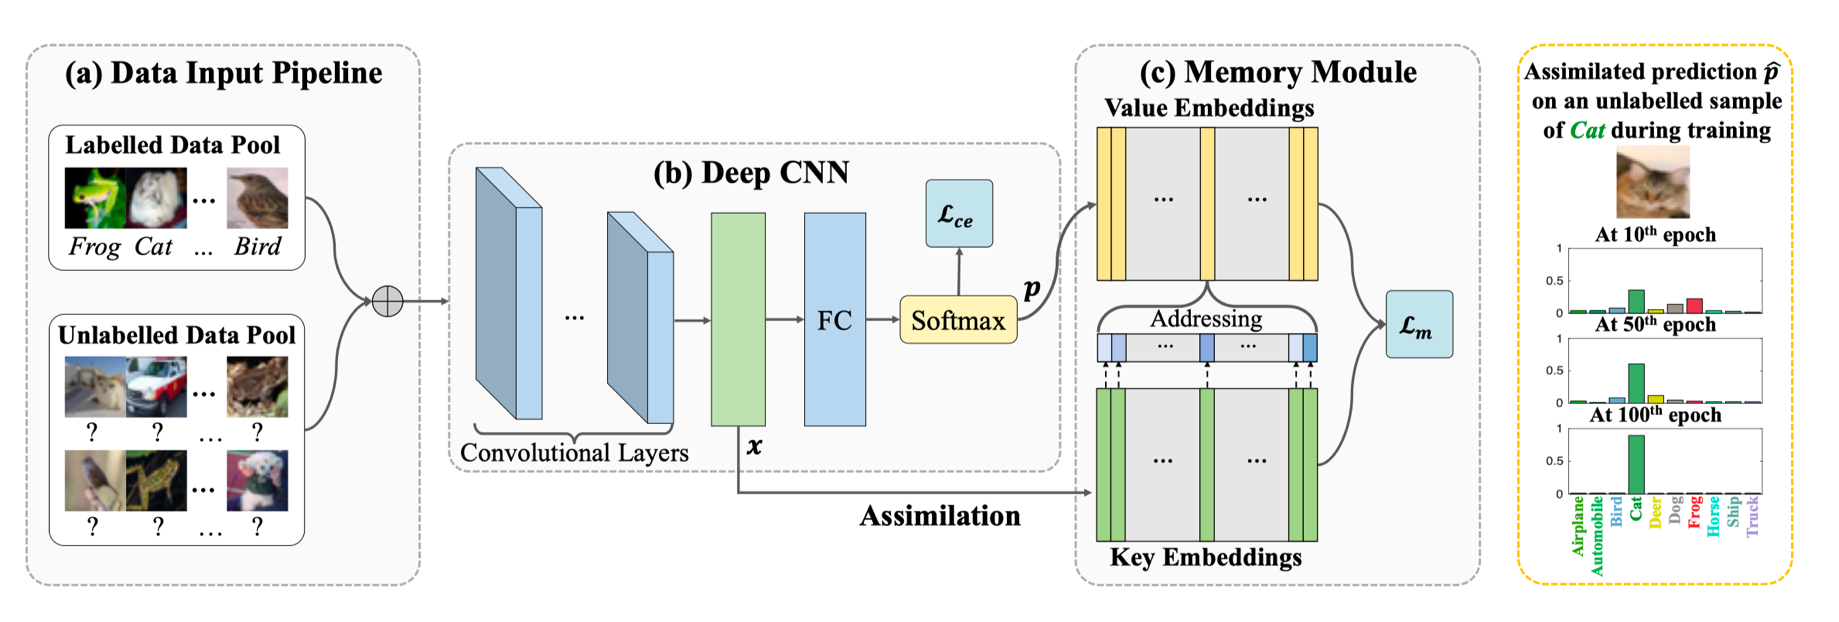 (a) Data Input Pipeline
Labelled Data Pool
...
Frog Cat ... Bird
Unlabelled Data Pool
...
? ? ... ?
...
? ? ... ?
(b) Deep CNN
...
Convolutional Layers
x
FC
Softmax
ℒce
p
Assimilation
(c) Memory Module
Value Embeddings
... ...
Addressing
... ...
... ...
Key Embeddings
ℒm
Assimilated prediction p̂
on an unlabelled sample
of Cat during training
At 10th epoch
1
0.5
0
At 50th epoch
1
0.5
0
At 100th epoch
1
0.5
0
Airplane
Automobile
Bird
Cat
Deer
Dog
Frog
Horse
Ship
Truck